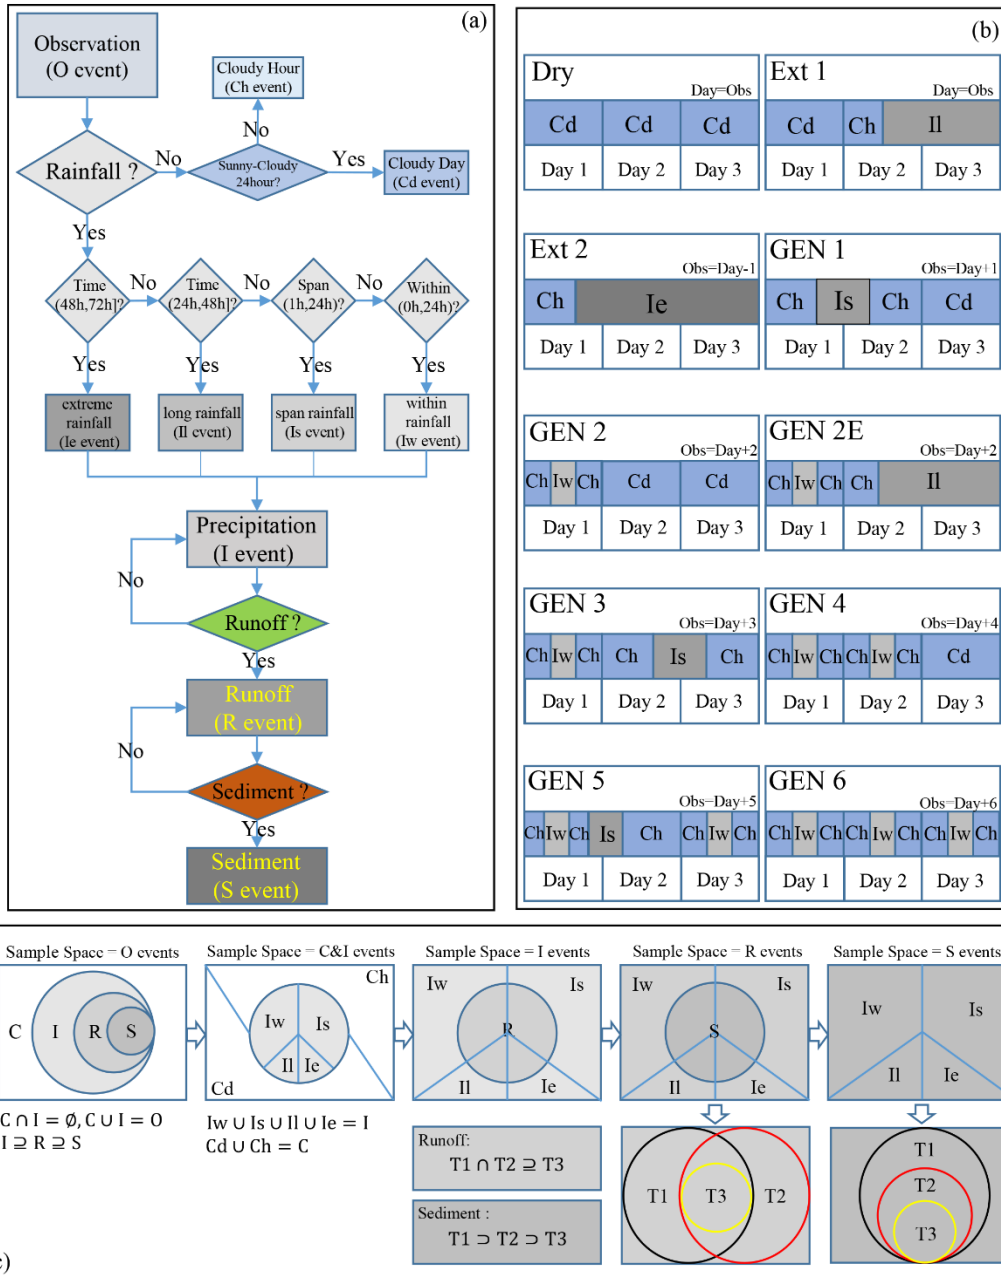 (a)
Observation
(O event)
Cloudy Hour
(Ch event)
No
Rainfall ?
No
Sunny-Cloudy
24hour?
Yes
Cloudy Day
(Cd event)
Yes
Time
(48h,72h]?
No
Time
(24h,48h]?
No
Span
(1h,24h)?
No
Within
(0h,24h)?
Yes
Yes
Yes
Yes
extreme
rainfall
(Ie event)
long rainfall
(Il event)
span rainfall
(Is event)
within
rainfall
(Iw event)
Precipitation
(I event)
No
Runoff ?
Yes
Runoff
(R event)
No
Sediment ?
Yes
Sediment
(S event)
(b)
Dry
Day=Obs
Cd Cd Cd
Day 1 Day 2 Day 3
Ext 1
Day=Obs
Cd Ch Il
Day 1 Day 2 Day 3
Ext 2
Obs=Day-1
Ch Ie
Day 1 Day 2 Day 3
GEN 1
Obs=Day+1
Ch Is Ch Cd
Day 1 Day 2 Day 3
GEN 2
Obs=Day+2
Ch Iw Ch Cd Cd
Day 1 Day 2 Day 3
GEN 2E
Obs=Day+2
Ch Iw Ch Ch Il
Day 1 Day 2 Day 3
GEN 3
Obs=Day+3
Ch Iw Ch Ch Is Ch
Day 1 Day 2 Day 3
GEN 4
Obs=Day+4
Ch Iw Ch Ch Iw Ch Cd
Day 1 Day 2 Day 3
GEN 5
Obs=Day+5
Ch Iw Ch Is Ch Ch Iw Ch
Day 1 Day 2 Day 3
GEN 6
Obs=Day+6
Ch Iw Ch Ch Iw Ch Ch Iw Ch
Day 1 Day 2 Day 3
Sample Space = O events
C I R S
C ∩ I = ∅, C ∪ I = O
I ⊇ R ⊇ S
Sample Space = C&I events
Ch
Iw Is
Il Ie
Cd
Iw ∪ Is ∪ Il ∪ Ie = I
Cd ∪ Ch = C
Sample Space = I events
Iw Is
R
Il Ie
Sample Space = R events
Iw Is
S
Il Ie
Sample Space = S events
Iw Is
Il Ie
Runoff:
T1 ∩ T2 ⊇ T3
Sediment :
T1 ⊃ T2 ⊃ T3
T1 T3 T2
T1
T2
T3
c)